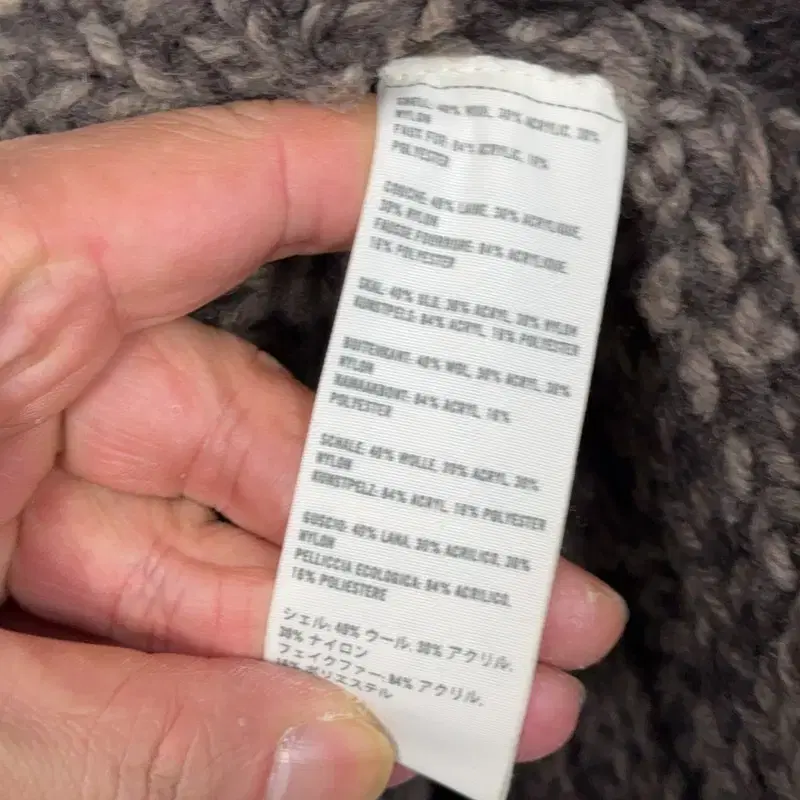 SHELL: 40% WOOL, 30% ACRYLIC, 30%
NYLON
FAUX FUR: 84% ACRYLIC, 16%
POLYESTER
COUCHE: 40% LAINE, 30% ACRYLIQUE,
30% NYLON
FAUSSE FOURRURE: 84% ACRYLIQUE,
16% POLYESTER
SKAL: 40% ULD, 30% ACRYL, 30% NYLON
KUNSTPELS: 84% ACRYL, 16% POLYESTER
BUITENKANT: 40% WOL, 30% ACRYL, 30%
NYLON
NAMAAKBONT: 84% ACRYL, 16%
POLYESTER
SCHALE: 40% WOLLE, 30% ACRYL, 30%
NYLON
KUNSTPELZ: 84% ACRYL, 16% POLYESTER
GUSCIO: 40% LANA, 30% ACRILICO, 30%
NYLON
PELLICCIA ECOLOGICA: 84% ACRILICO,
16% POLIESTERE
シェル: 40% ウール, 30% アクリル,
30% ナイロン
フェイクファー: 84% アクリル,
16% ポリエステル